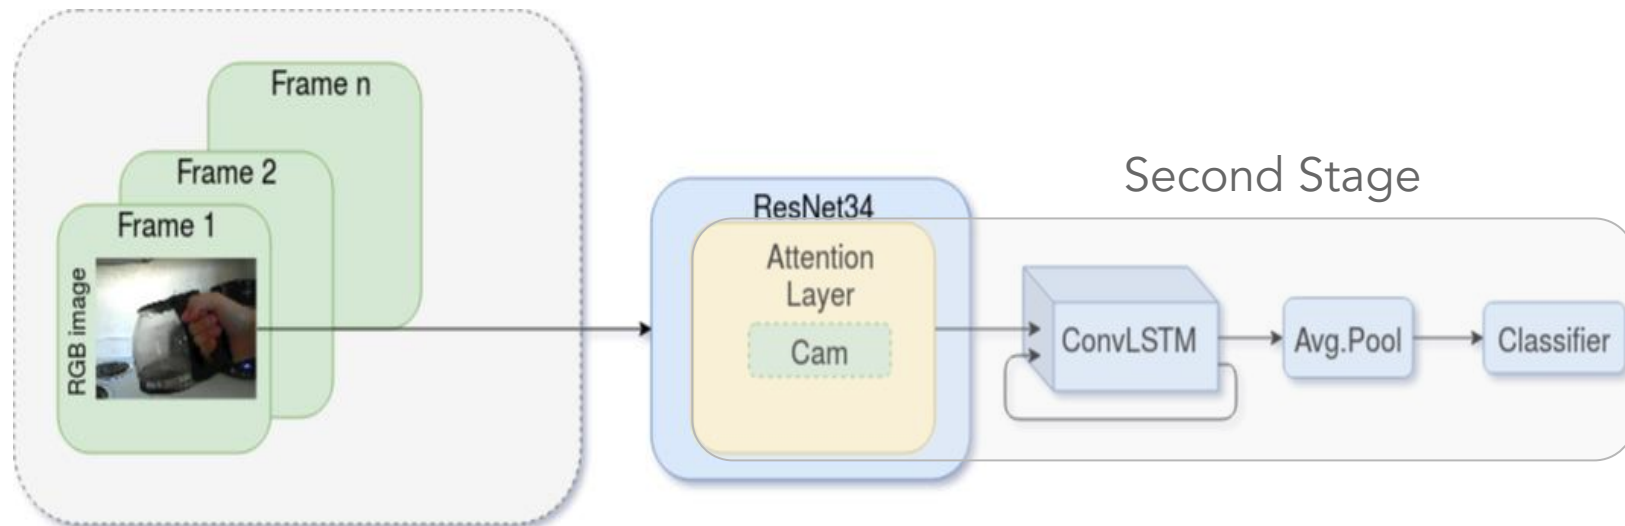 Frame n
Frame 2
Frame 1
RGB image
Second Stage
ResNet34
Attention
Layer
Cam
ConvLSTM
Avg.Pool
Classifier